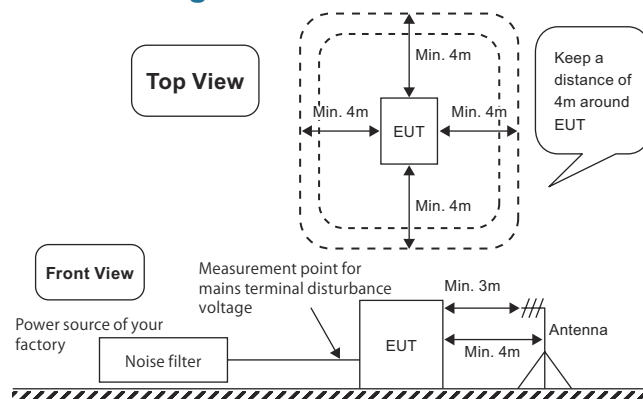 Top View
Min. 4m
Min. 4m
EUT
Min. 4m
Min. 4m
Keep a
distance of
4m around
EUT
Front View
Measurement point for
mains terminal disturbance
voltage
Power source of your
factory
Noise filter
EUT
Min. 3m
Min. 4m
Antenna